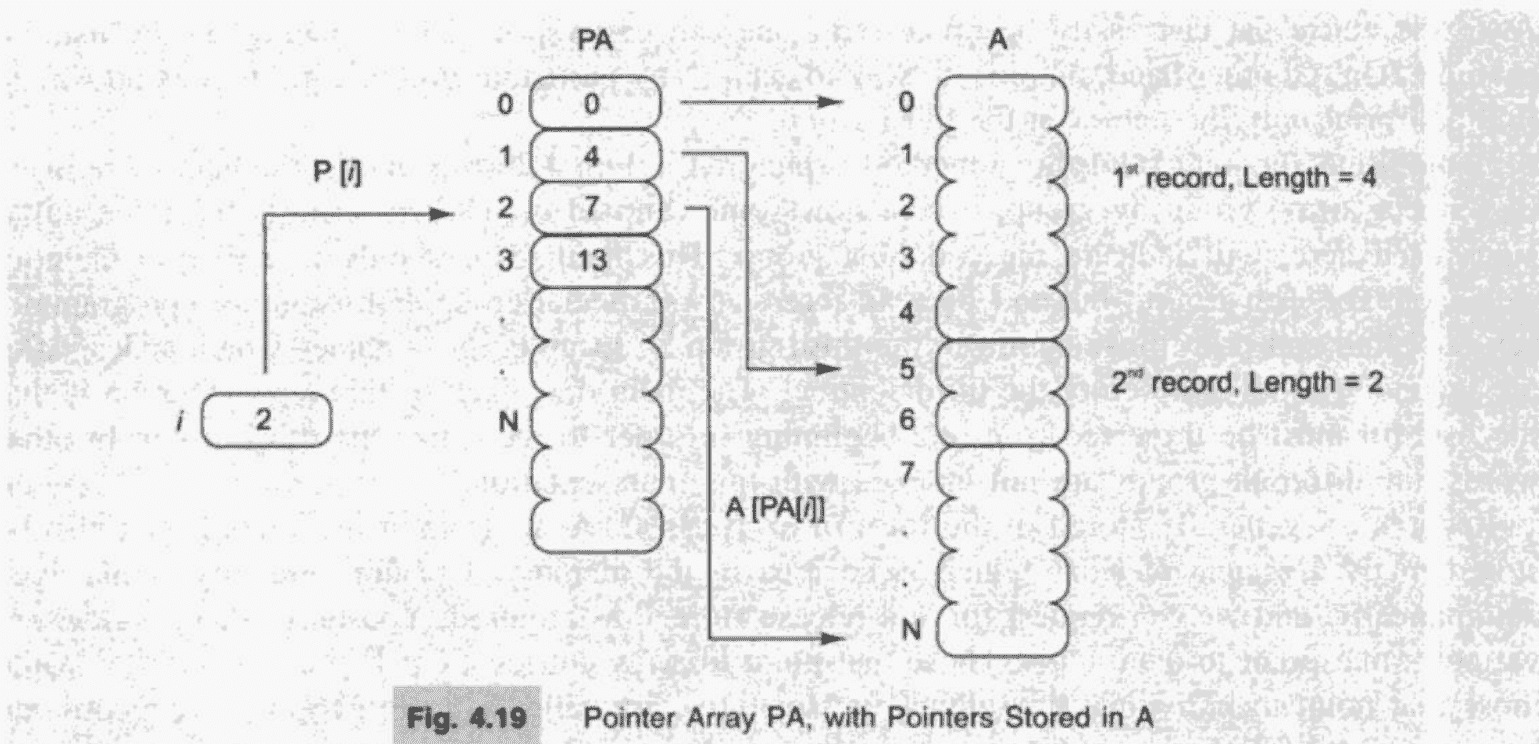 PA
A
0 0
1 4
2 7
3 13
.
.
N
P [i]
i 2
0
1
2
3
4
5
6
7
.
.
N
1st record, Length = 4
2nd record, Length = 2
A [PA[i]]
Fig. 4.19 Pointer Array PA, with Pointers Stored in A